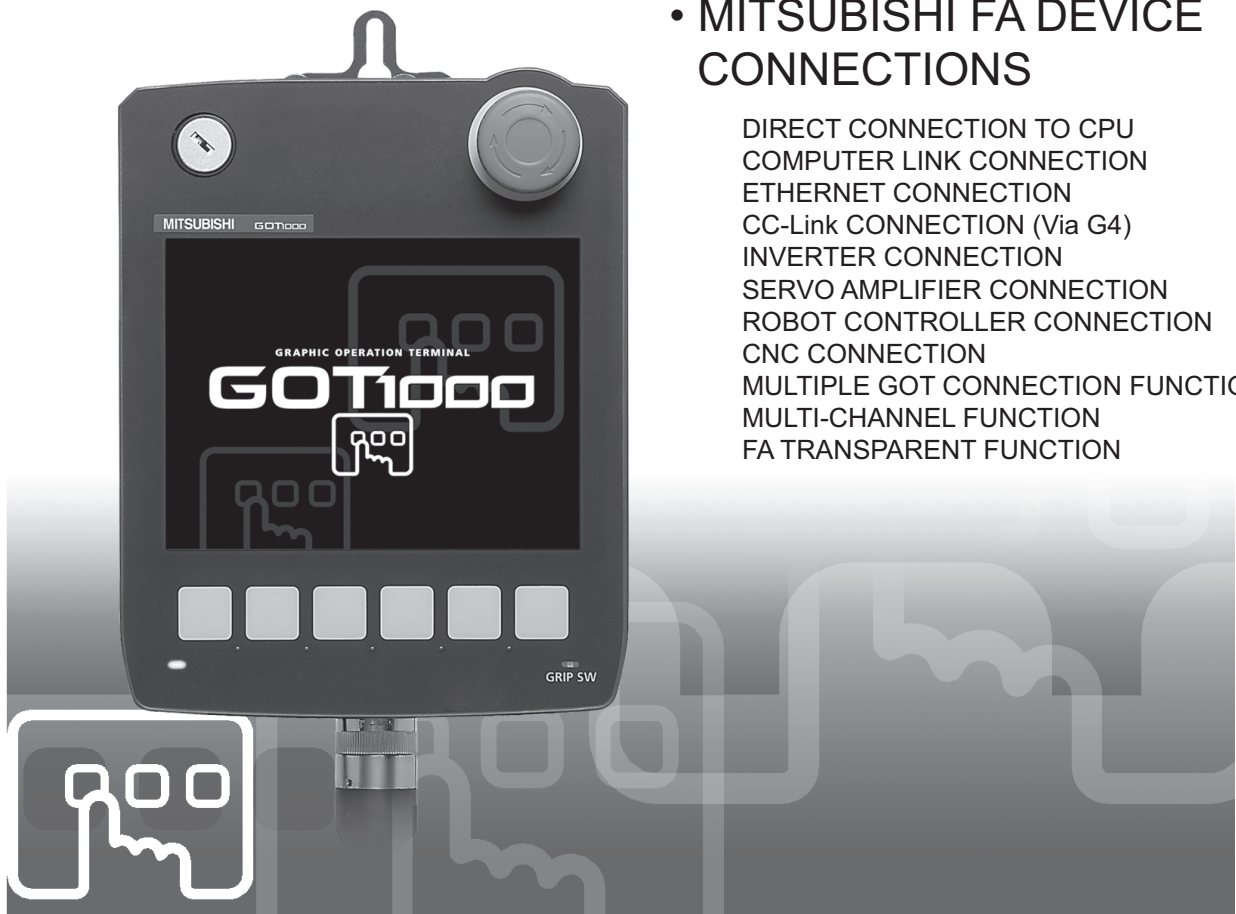 • MITSUBISHI FA DEVICE
CONNECTIONS
DIRECT CONNECTION TO CPU
COMPUTER LINK CONNECTION
ETHERNET CONNECTION
CC-Link CONNECTION (Via G4)
INVERTER CONNECTION
SERVO AMPLIFIER CONNECTION
ROBOT CONTROLLER CONNECTION
CNC CONNECTION
MULTIPLE GOT CONNECTION FUNCTIO
MULTI-CHANNEL FUNCTION
FA TRANSPARENT FUNCTION
MITSUBISHI GOT1000
GRAPHIC OPERATION TERMINAL
GOT1000
GRIP SW